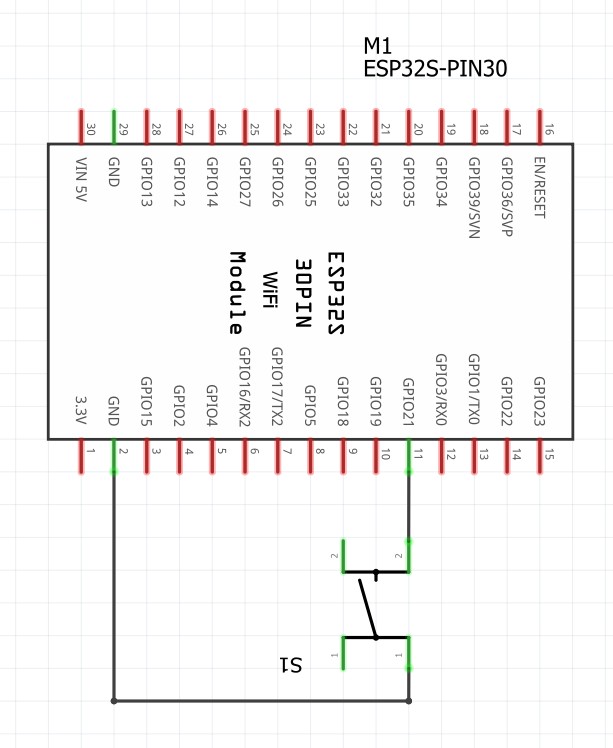 M1
ESP32S-PIN30
30 29 28 27 26 25 24 23 22 21 20 19 18 17 16
VIN 5V
GND
GPIO13
GPIO12
GPIO14
GPIO27
GPIO26
GPIO25
GPIO33
GPIO32
GPIO35
GPIO34
GPIO39/SVN
GPIO36/SVP
EN/RESET
ESP32S
30PIN
WiFi
Module
3.3V
GND
GPIO15
GPIO2
GPIO4
GPIO16/RX2
GPIO17/TX2
GPIO5
GPIO18
GPIO19
GPIO21
GPIO3/RX0
GPIO1/TX0
GPIO22
GPIO23
1 2 3 4 5 6 7 8 9 10 11 12 13 14 15
2 2
1 1
S1